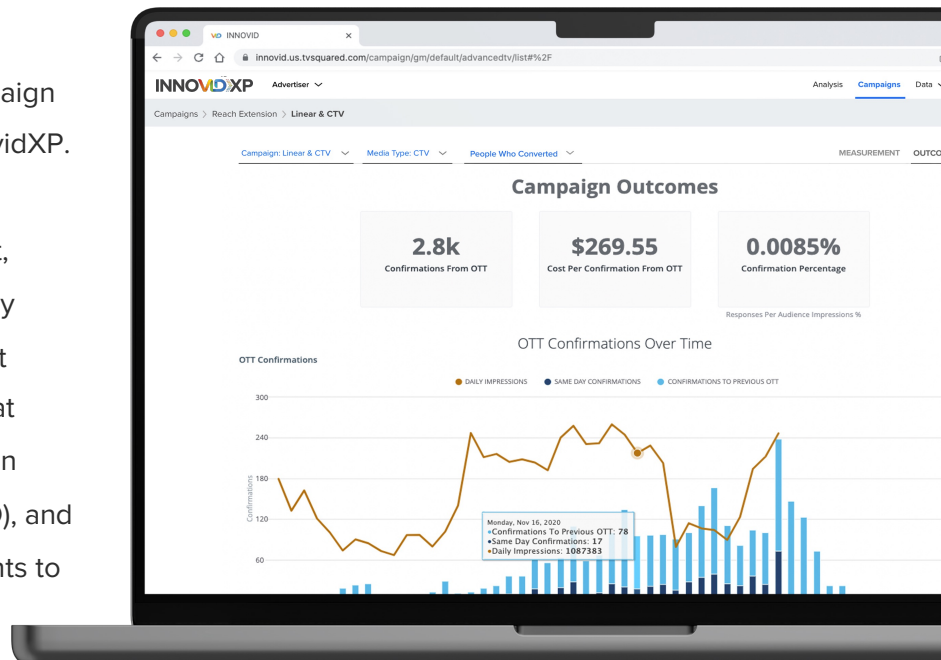 aign
vidXP.
t,
y
t
at
n
), and
nts to
INNOVID
innovid.us.tvsquared.com/campaign/gm/default/advancedtv/list#%2F
INNOVIDXP Advertiser Analysis Campaigns Data
Campaigns > Reach Extension > Linear & CTV
Campaign: Linear & CTV Media Type: CTV People Who Converted MEASUREMENT OUTCO
Campaign Outcomes
2.8k $269.55 0.0085%
Confirmations From OTT Cost Per Confirmation From OTT Confirmation Percentage
Responses Per Audience Impressions %
OTT Confirmations Over Time
OTT Confirmations
DAILY IMPRESSIONS SAME DAY CONFIRMATIONS CONFIRMATIONS TO PREVIOUS OTT
300
240
180
120
60
Confirmations
Monday, Nov 16, 2020
Confirmations To Previous OTT: 78
Same Day Confirmations: 17
Daily Impressions: 1087383